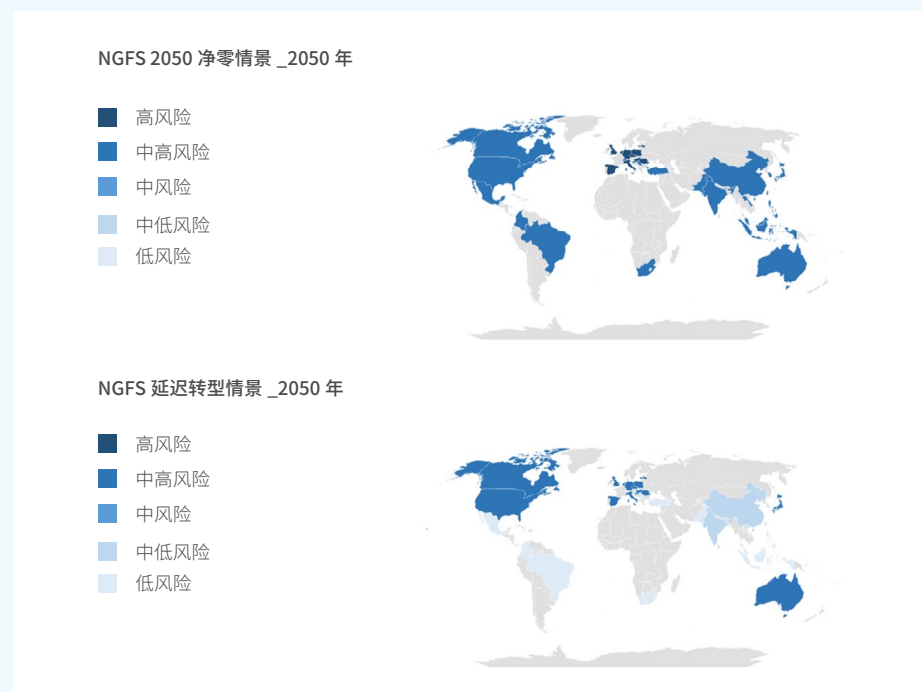 NGFS 2050 净零情景 _2050 年
高风险
中高风险
中风险
中低风险
低风险
NGFS 延迟转型情景 _2050 年
高风险
中高风险
中风险
中低风险
低风险